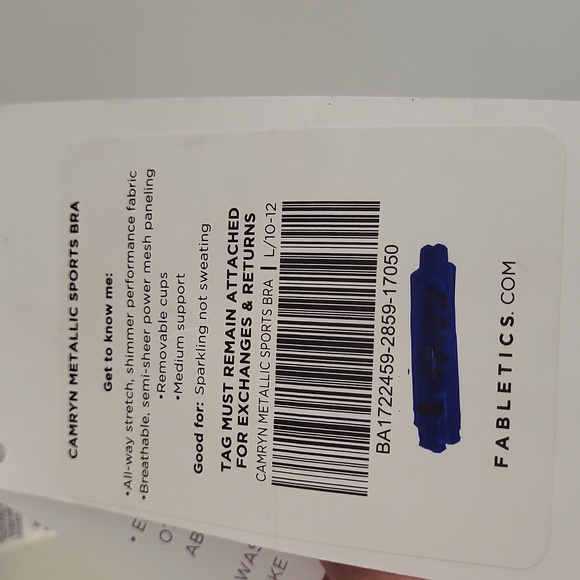 CAMRYN METALLIC SPORTS BRA
Get to know me:
•All-way stretch, shimmer performance fabric
•Breathable, semi-sheer power mesh paneling
•Removable cups
•Medium support
Good for: Sparkling not sweating
TAG MUST REMAIN ATTACHED
FOR EXCHANGES & RETURNS
CAMRYN METALLIC SPORTS BRA | L/10-12
BA1722459-2859-17050
FABLETICS.COM